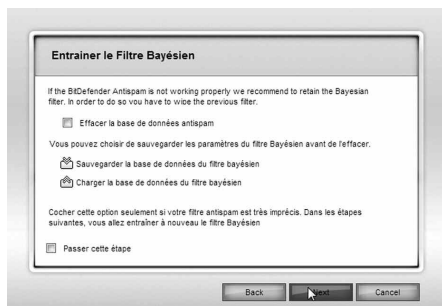 Entrainer le Filtre Bayésien
If the BitDefender Antispam is not working properly we recommend to retain the Bayesian
filter. In order to do sov you have to wipe the previous filter.
Effacer la base de données antispam
Vous pouvez choisir de sauvegarder les paramètres du filtre Bayésien avant de l'effacer.
Sauvegarder la base de données du filtre bayésien
Charger la base de données du filtre bayésien
Cocher cette option seulement si votre filtre antispam est très imprécis. Dans les étapes
suivantes, vous allez entraîner à nouveau le filtre Bayésien
Passer cette étape
Back
Next
Cancel